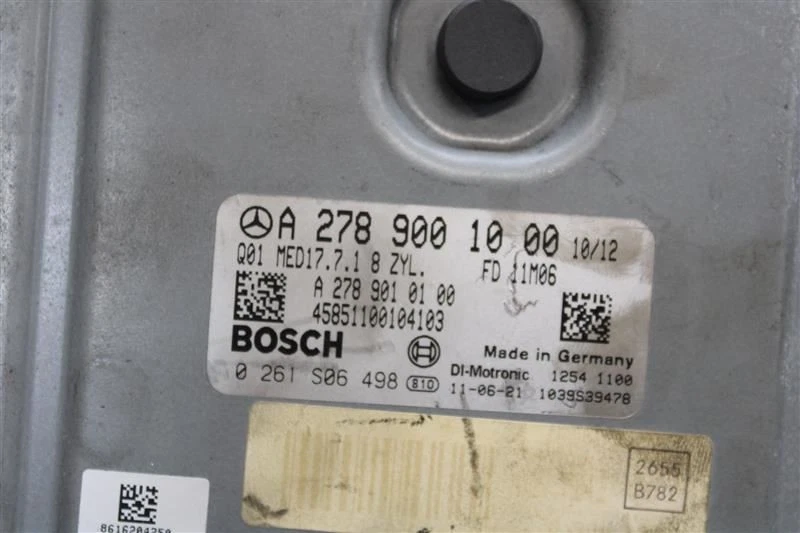 A 278 900 10 00 10/12
Q01 MED17.7.1 8 ZYL. FD 11M06
A 278 901 01 00
45851100104103
BOSCH
Made in Germany
DI-Motronic 1254 1100
0 261 S06 498 810 11-06-21 1039S39478
2655
B782